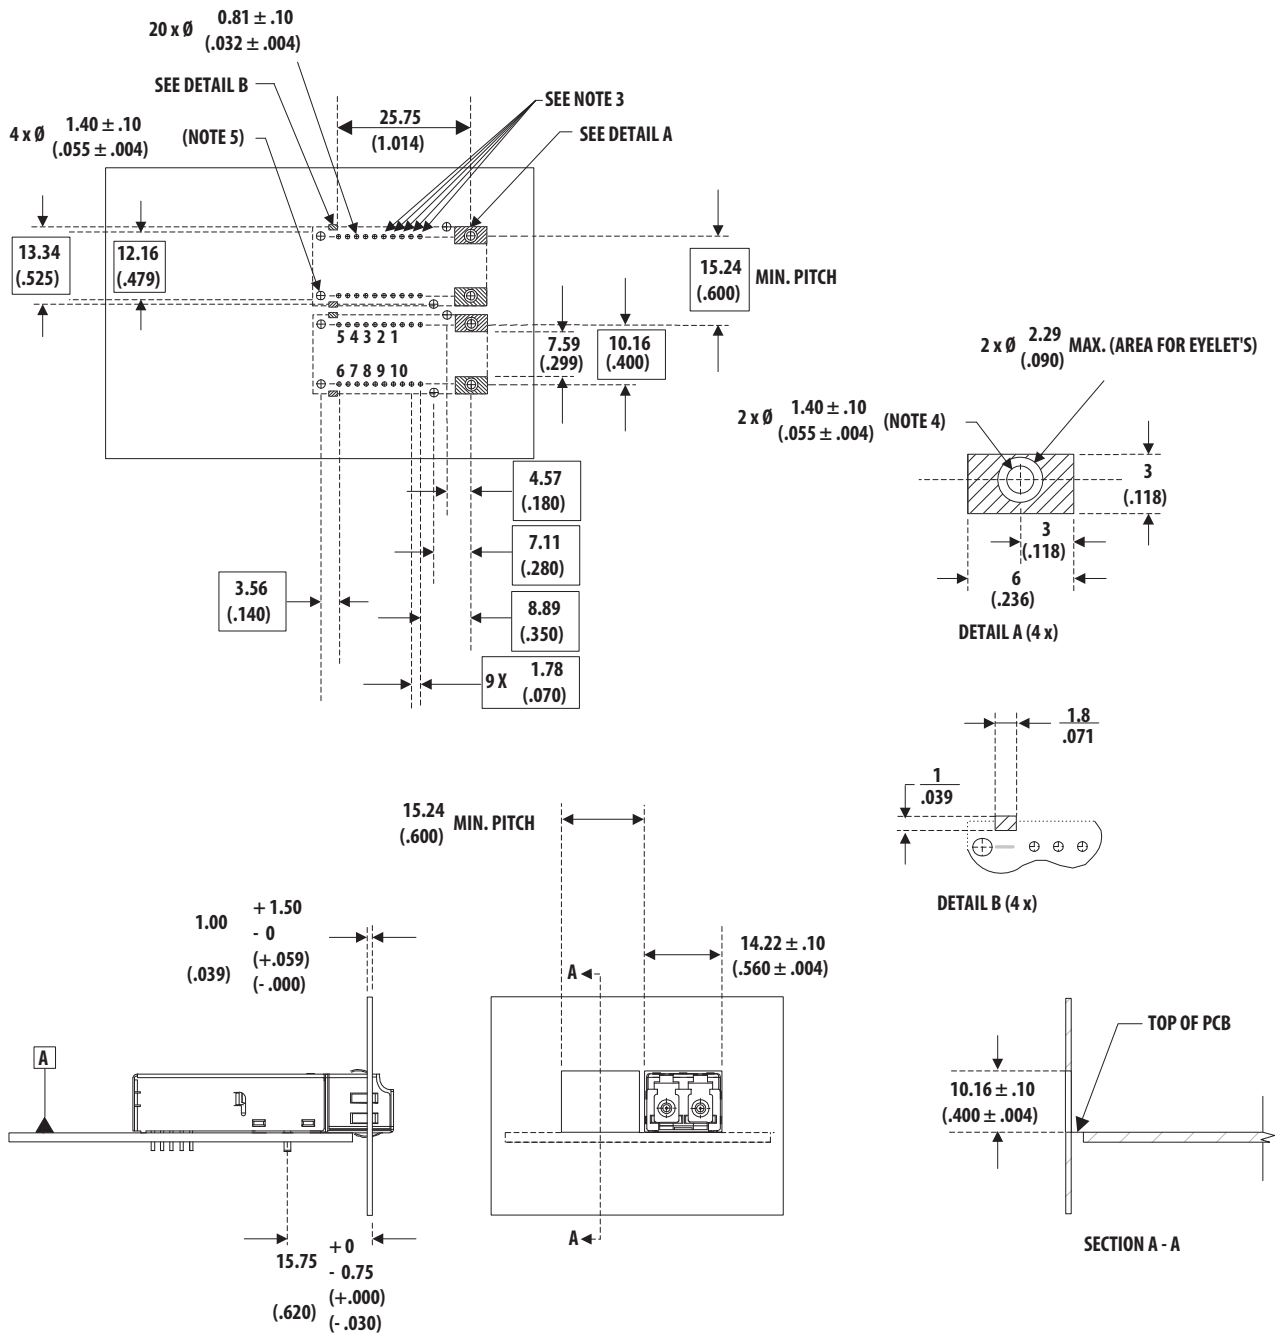 20 x Ø 0.81 ± .10
(.032 ± .004)
SEE DETAIL B
4 x Ø 1.40 ± .10
(.055 ± .004)
(NOTE 5)
25.75
(1.014)
SEE NOTE 3
SEE DETAIL A
13.34
(.525)
12.16
(.479)
15.24
(.600)
MIN. PITCH
5 4 3 2 1
6 7 8 9 10
7.59
(.299)
10.16
(.400)
4.57
(.180)
7.11
(.280)
3.56
(.140)
8.89
(.350)
9 X 1.78
(.070)
2 x Ø 2.29 MAX. (AREA FOR EYELET'S)
(.090)
2 x Ø 1.40 ± .10 (NOTE 4)
(.055 ± .004)
3
(.118)
3
(.118)
6
(.236)
DETAIL A (4 x)
1.8
.071
1
.039
DETAIL B (4 x)
15.24
(.600)
MIN. PITCH
1.00 + 1.50
- 0
(.039) (+.059)
(- .000)
14.22 ± .10
(.560 ± .004)
A
A
A
15.75 + 0
- 0.75
(.620) (+.000)
(- .030)
TOP OF PCB
10.16 ± .10
(.400 ± .004)
SECTION A - A